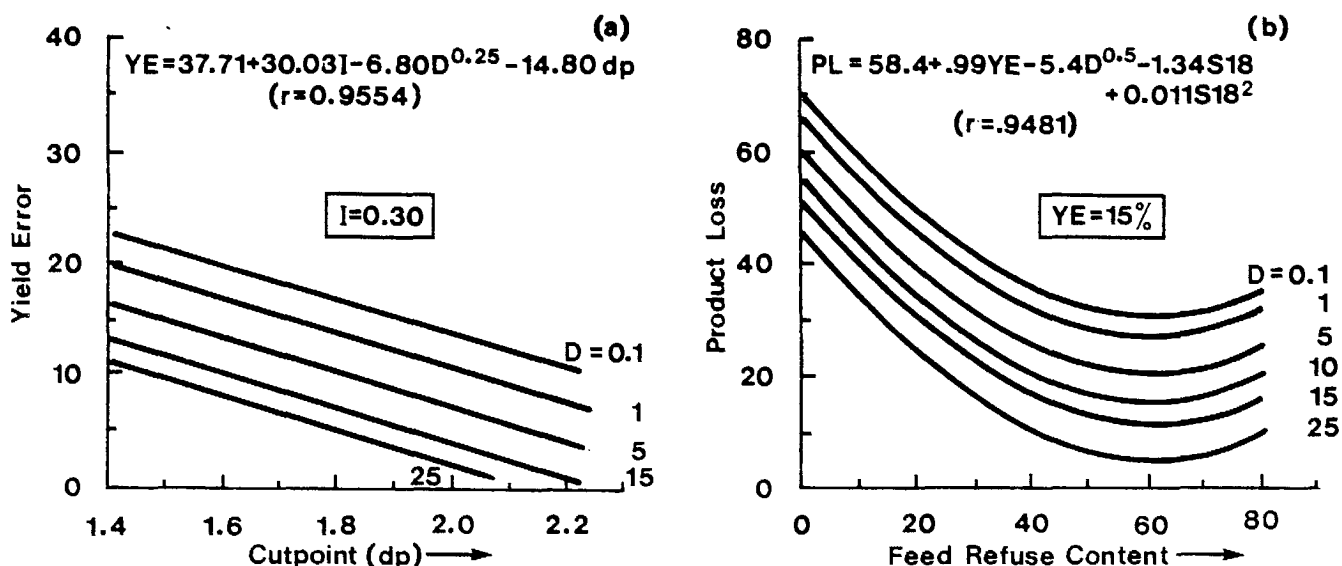 (a)
YE=37.71+30.03I-6.80D^0.25-14.80 dp
(r=0.9554)
I=0.30
Yield Error
40
30
20
10
0
D=0.1
1
5
15
25
1.4 1.6 1.8 2.0 2.2
Cutpoint (dp) →
(b)
PL=58.4+.99YE-5.4D^0.5-1.34S18
+0.011S18²
(r=.9481)
YE=15%
Product Loss
80
60
40
20
0
D=0.1
1
5
10
15
25
0 20 40 60 80
Feed Refuse Content →